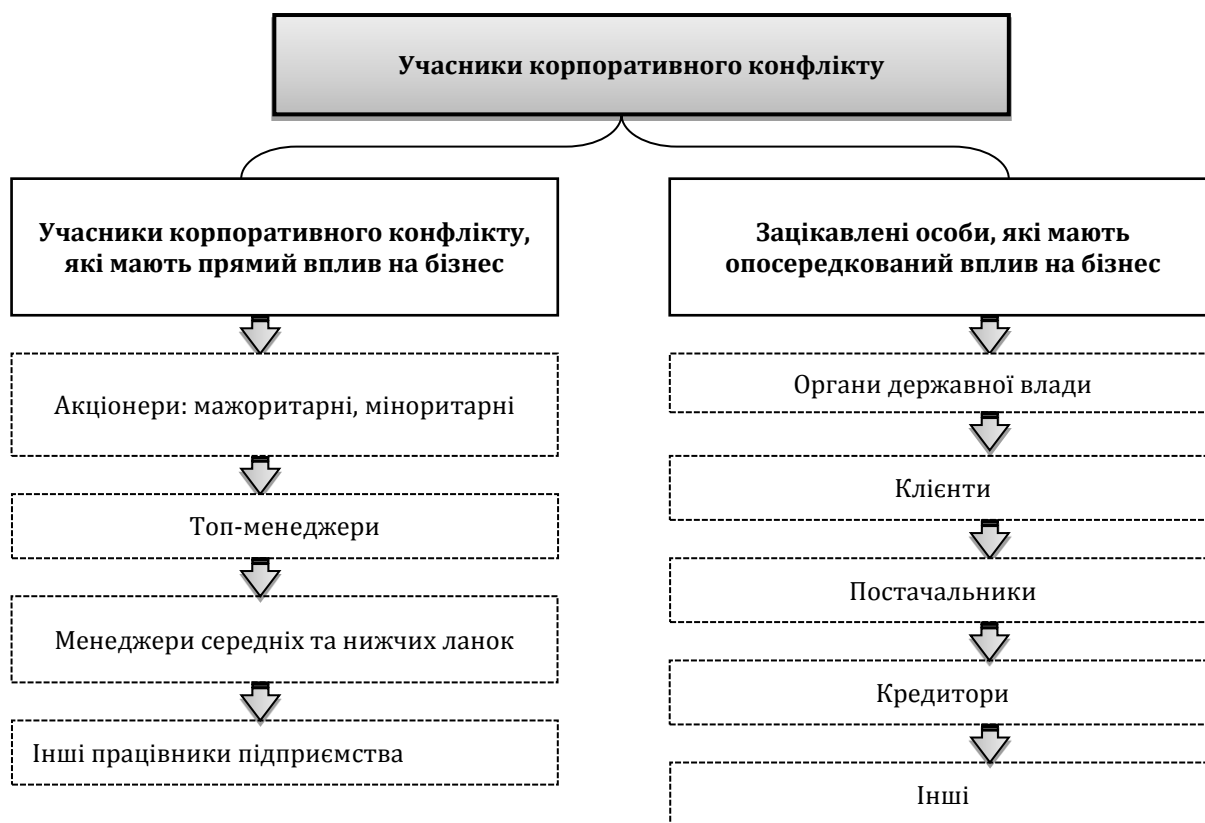 Учасники корпоративного конфлікту
Учасники корпоративного конфлікту,
які мають прямий вплив на бізнес
Акціонери: мажоритарні, міноритарні
Топ-менеджери
Менеджери середніх та нижчих ланок
Інші працівники підприємства
Зацікавлені особи, які мають
опосередкований вплив на бізнес
Органи державної влади
Клієнти
Постачальники
Кредитори
Інші